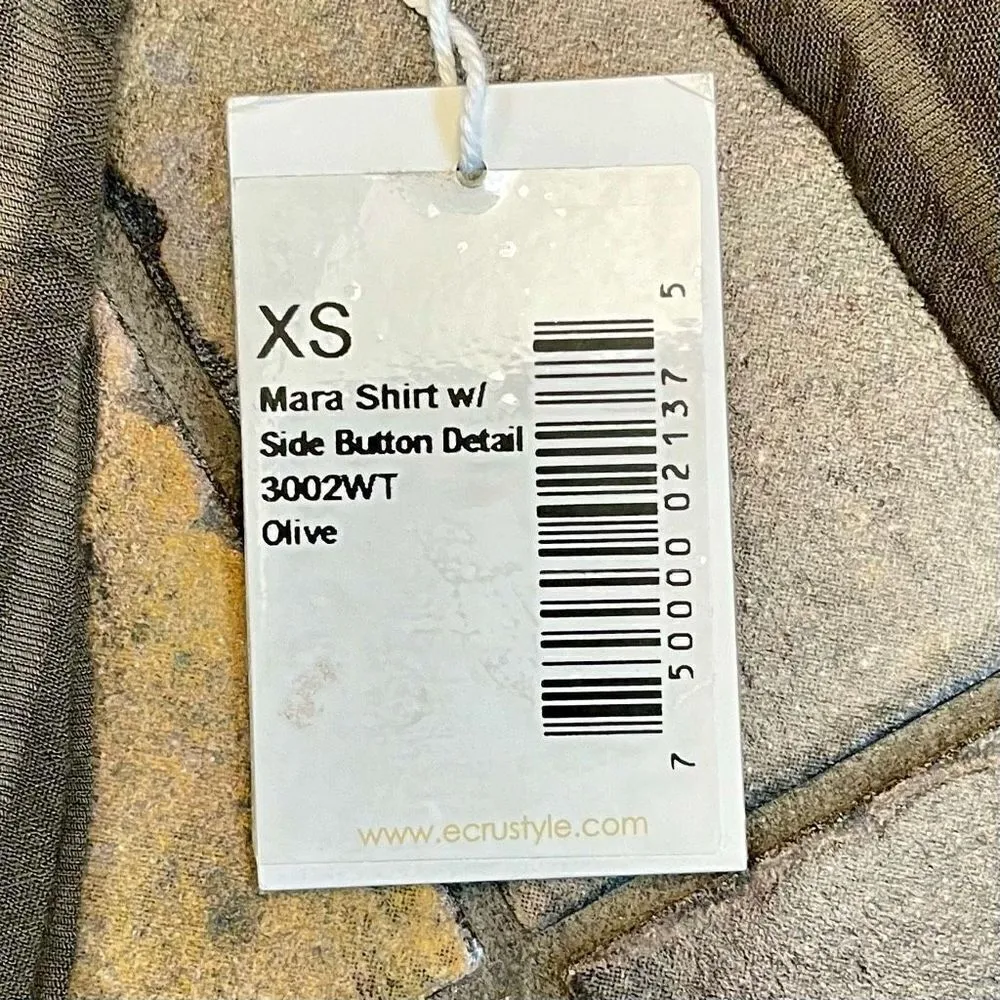 XS
Mara Shirt w/
Side Button Detail
3002WT
Olive
7 50000 02137 5
www.ecrustyle.com